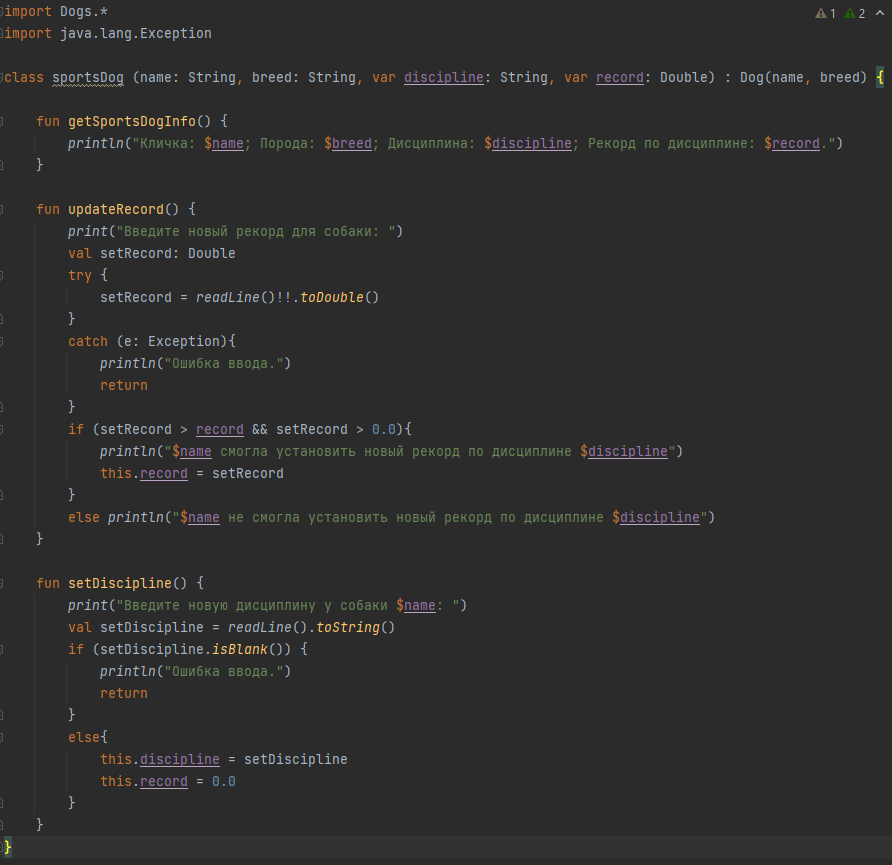 import Dogs.*
1 2
import java.lang.Exception
class sportsDog (name: String, breed: String, var discipline: String, var record: Double) : Dog(name, breed) {
fun getSportsDogInfo() {
println("Кличка: $name; Порода: $breed; Дисциплина: $discipline; Рекорд по дисциплине: $record.")
}
fun updateRecord() {
print("Введите новый рекорд для собаки: ")
val setRecord: Double
try {
setRecord = readLine()!!.toDouble()
}
catch (e: Exception){
println("Ошибка ввода.")
return
}
if (setRecord > record && setRecord > 0.0){
println("$name смогла установить новый рекорд по дисциплине $discipline")
this.record = setRecord
}
else println("$name не смогла установить новый рекорд по дисциплине $discipline")
}
fun setDiscipline() {
print("Введите новую дисциплину у собаки $name: ")
val setDiscipline = readLine().toString()
if (setDiscipline.isBlank()) {
println("Ошибка ввода.")
return
}
else{
this.discipline = setDiscipline
this.record = 0.0
}
}
}